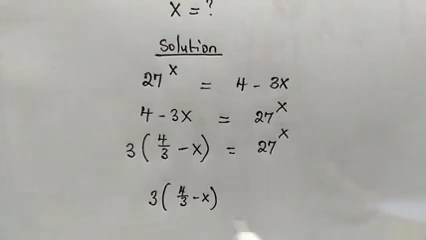 x = ?
Solution
27^x = 4 - 3x
4 - 3x = 27^x
3(4/3 - x) = 27^x
3(4/3 - x)